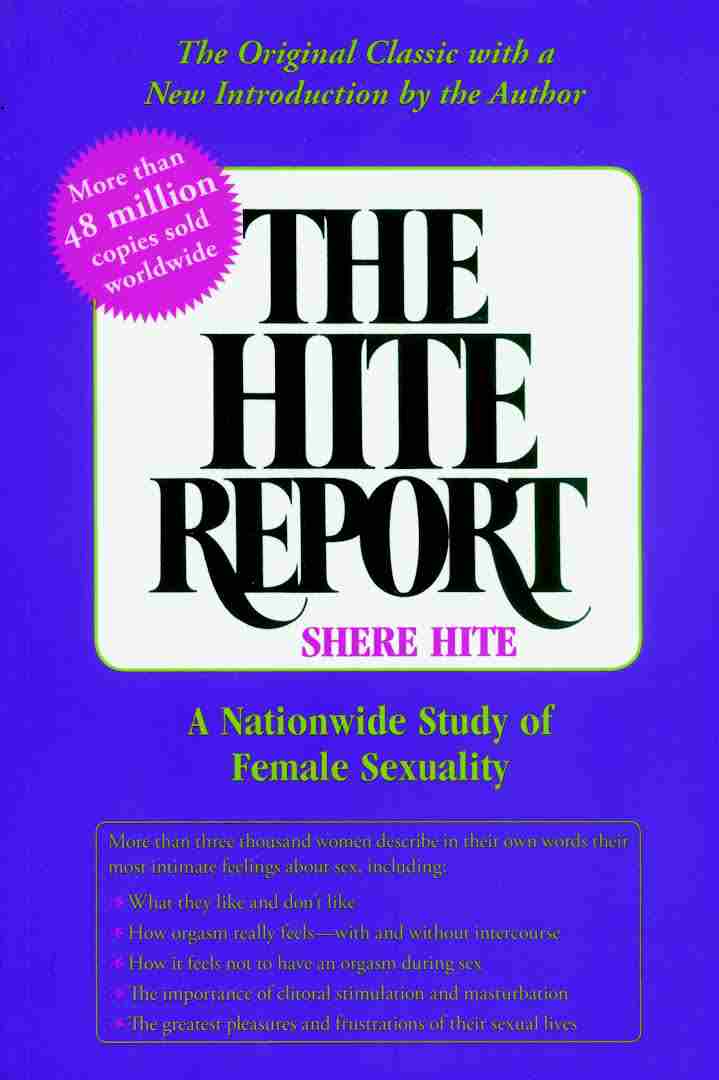 The Original Classic with a
New Introduction by the Author
More than
48 million
copies sold
worldwide
THE
HITE
REPORT
SHERE HITE
A Nationwide Study of
Female Sexuality
More than three thousand women describe in their own words their
most intimate feelings about sex, including:
What they like and don't like
How orgasm really feels—with and without intercourse
How it feels not to have an orgasm during sex
The importance of clitoral stimulation and masturbation
The greatest pleasures and frustrations of their sexual lives